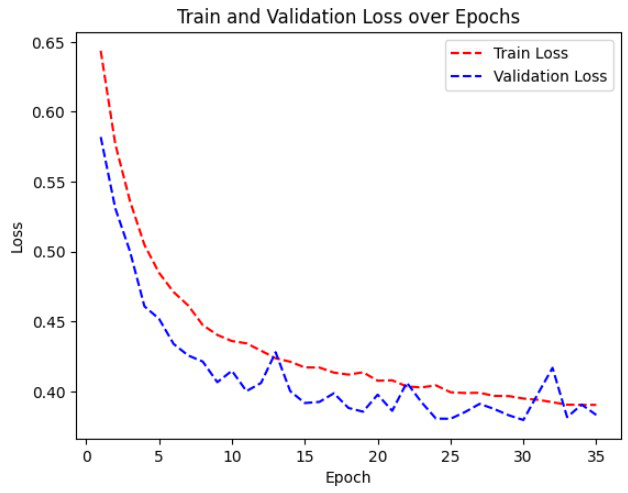 Train and Validation Loss over Epochs
0.65
0.60
0.55
0.50
0.45
0.40
Loss
Train Loss
Validation Loss
0 5 10 15 20 25 30 35
Epoch